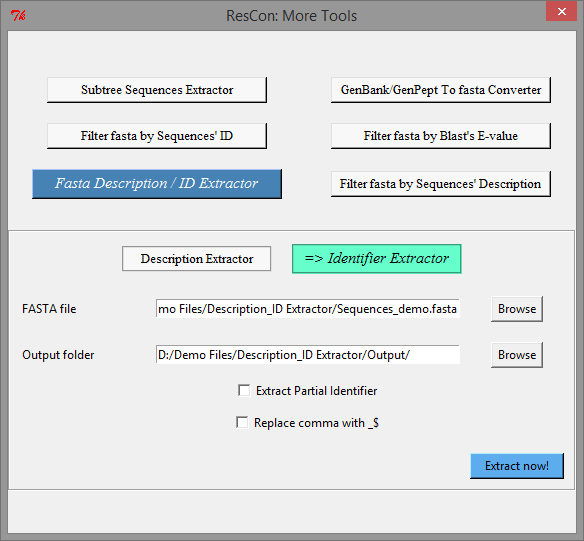 ResCon: More Tools
Subtree Sequences Extractor
GenBank/GenPept To fasta Converter
Filter fasta by Sequences' ID
Filter fasta by Blast's E-value
Fasta Description / ID Extractor
Filter fasta by Sequences' Description
Description Extractor
=> Identifier Extractor
FASTA file
mo Files/Description_ID Extractor/Sequences_demo.fasta
Browse
Output folder
D:/Demo Files/Description_ID Extractor/Output/
Browse
Extract Partial Identifier
Replace comma with _$
Extract now!